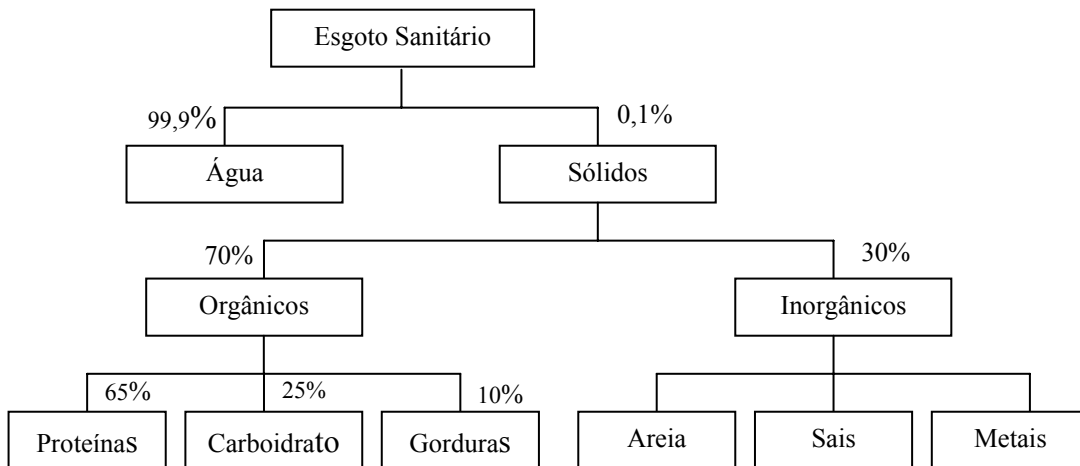 Esgoto Sanitário
99,9%
0,1%
Água
Sólidos
70%
30%
Orgânicos
Inorgânicos
65%
25%
10%
Proteínas
Carboidrato
Gorduras
Areia
Sais
Metais